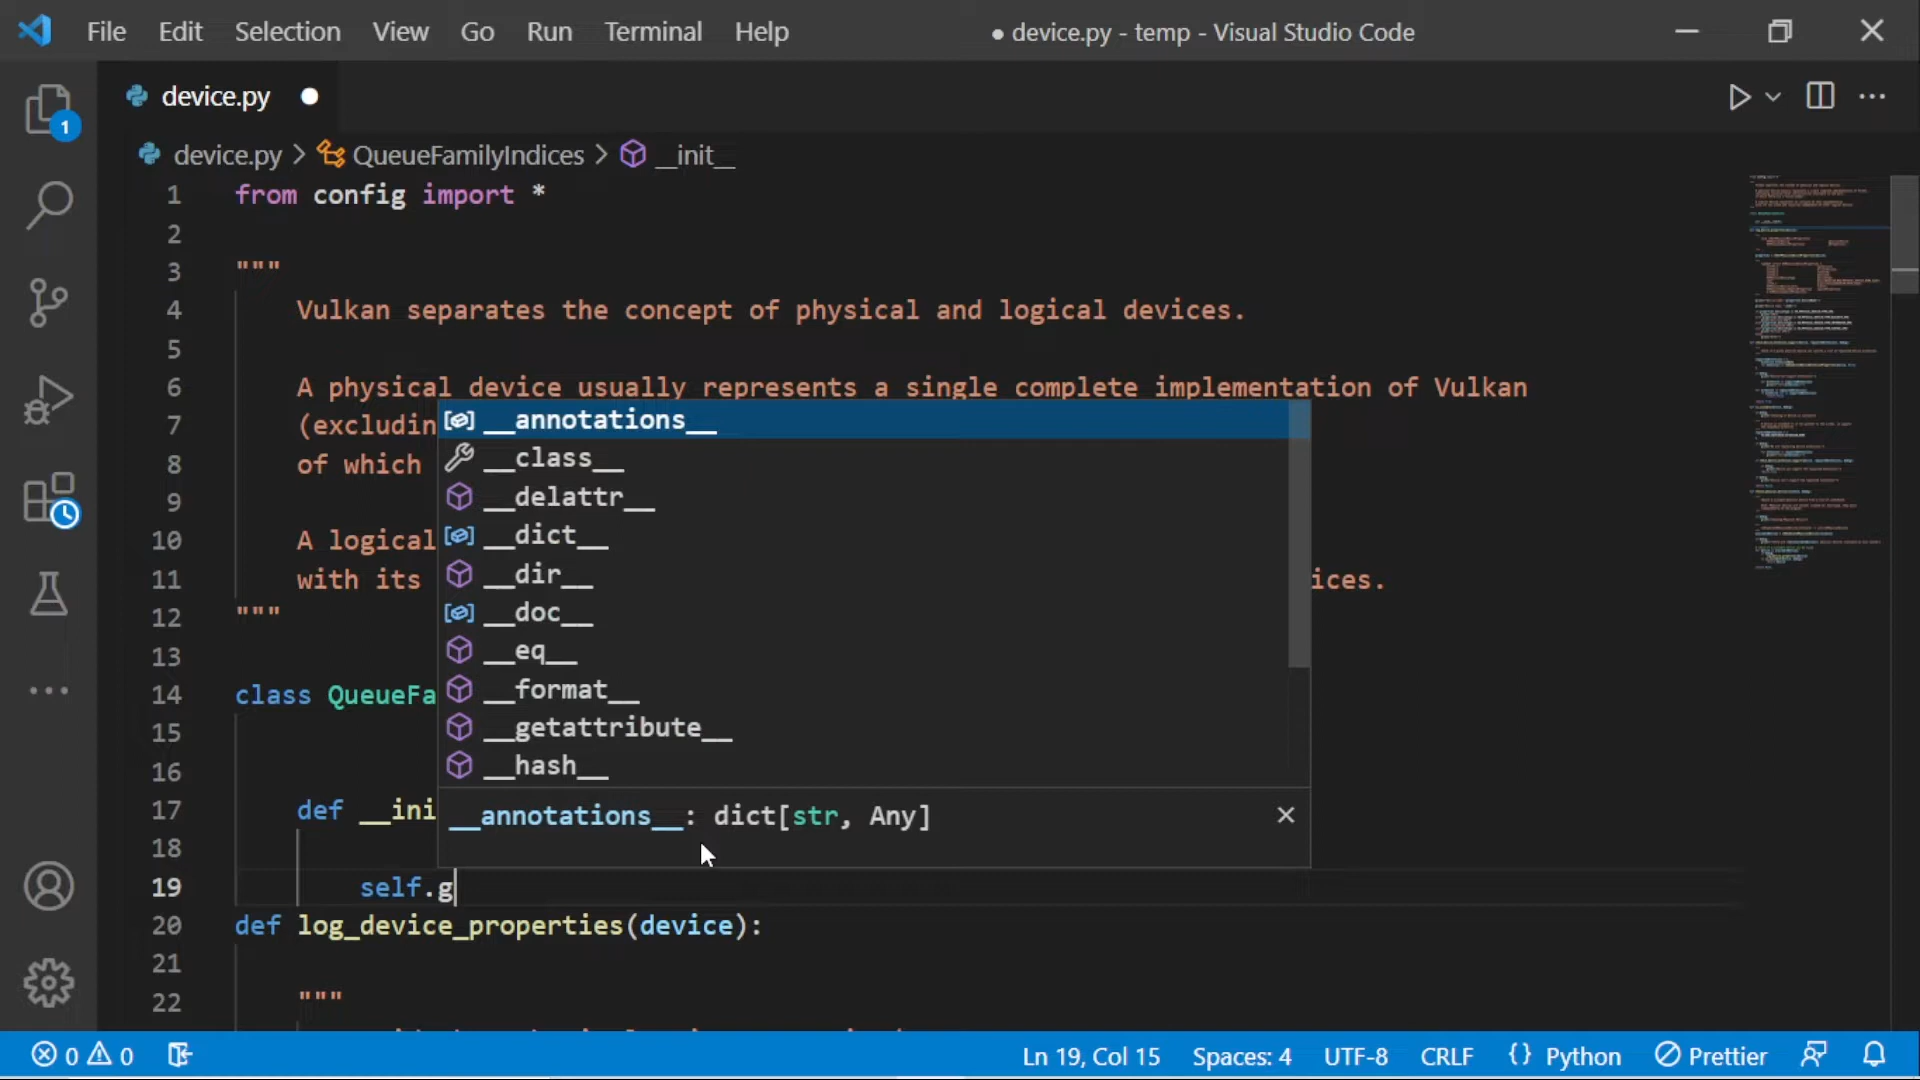 File Edit Selection View Go Run Terminal Help ● device.py - temp - Visual Studio Code
device.py ●
1
device.py > QueueFamilyIndices > __init__
1 from config import *
2
3 """
4 Vulkan separates the concept of physical and logical devices.
5
6 A physical device usually represents a single complete implementation of Vulkan
7 (excludin
8 of which
9
10 A logical
11 with its ices.
12 """
13
14 class QueueFa
15
16
17 def __ini
18
19 self.g
20 def log_device_properties(device):
21
22 """
__annotations__
__class__
__delattr__
__dict__
__dir__
__doc__
__eq__
__format__
__getattribute__
__hash__
__annotations__: dict[str, Any]
0 0 Ln 19, Col 15 Spaces: 4 UTF-8 CRLF {} Python Prettier